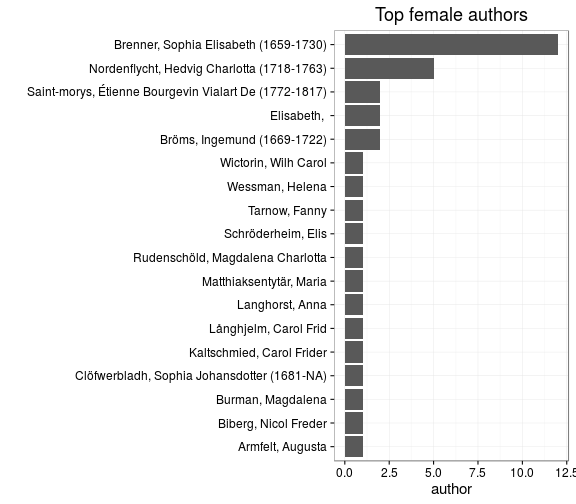 Top female authors
Brenner, Sophia Elisabeth (1659-1730)
Nordenflycht, Hedvig Charlotta (1718-1763)
Saint-morys, Étienne Bourgevin Vialart De (1772-1817)
Elisabeth,
Bröms, Ingemund (1669-1722)
Wictorin, Wilh Carol
Wessman, Helena
Tarnow, Fanny
Schröderheim, Elis
Rudenschöld, Magdalena Charlotta
Matthiaksentytär, Maria
Langhorst, Anna
Långhjelm, Carol Frid
Kaltschmied, Carol Frider
Clöfwerbladh, Sophia Johansdotter (1681-NA)
Burman, Magdalena
Biberg, Nicol Freder
Armfelt, Augusta
0.0 2.5 5.0 7.5 10.0 12.5
author